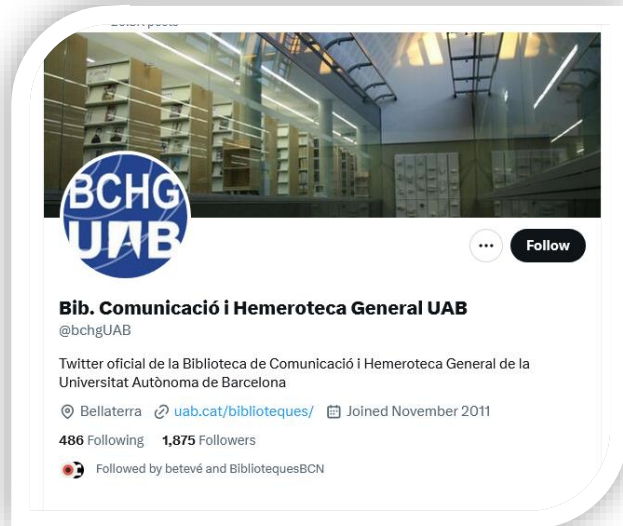 BCHG
UAB
···
Follow
Bib. Comunicació i Hemeroteca General UAB
@bchgUAB
Twitter oficial de la Biblioteca de Comunicació i Hemeroteca General de la
Universitat Autònoma de Barcelona
Bellaterra uab.cat/biblioteques/ Joined November 2011
486 Following 1,875 Followers
Followed by betevé and BibliotequesBCN